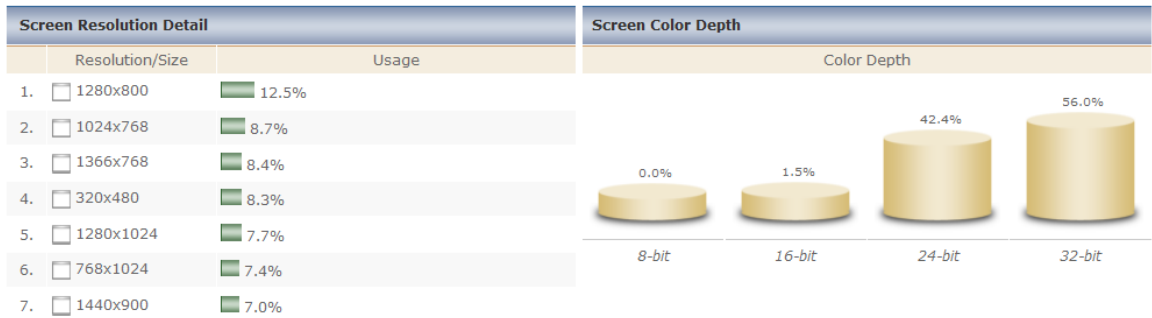 Screen Resolution Detail
Resolution/Size Usage
1. 1280x800 12.5%
2. 1024x768 8.7%
3. 1366x768 8.4%
4. 320x480 8.3%
5. 1280x1024 7.7%
6. 768x1024 7.4%
7. 1440x900 7.0%
Screen Color Depth
Color Depth
0.0% 1.5% 42.4% 56.0%
8-bit 16-bit 24-bit 32-bit